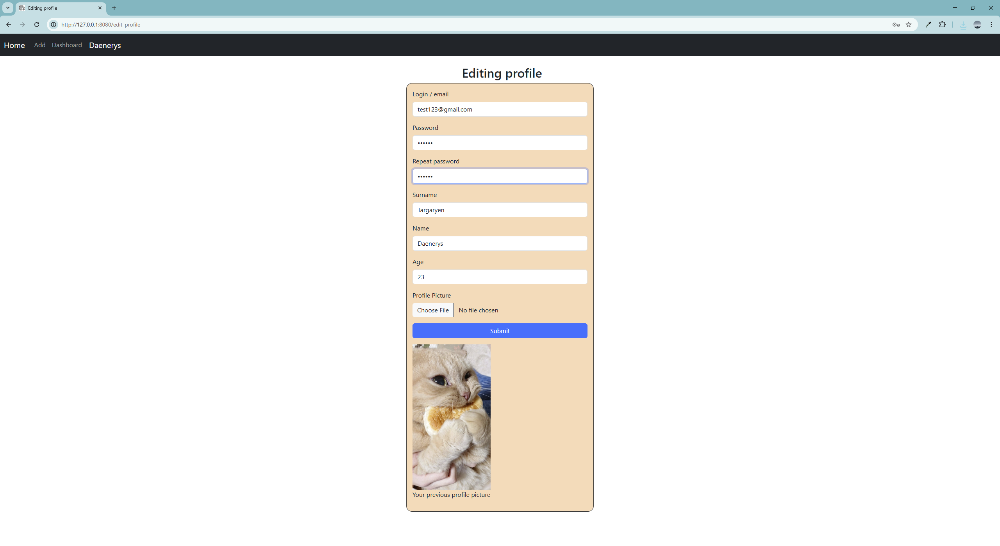 Editing profile
http://127.0.0.1:8080/edit_profile
Home Add Dashboard Daenerys
Editing profile
Login / email
test123@gmail.com
Password
••••••
Repeat password
••••••
Surname
Targaryen
Name
Daenerys
Age
23
Profile Picture
Choose File No file chosen
Submit
Your previous profile picture